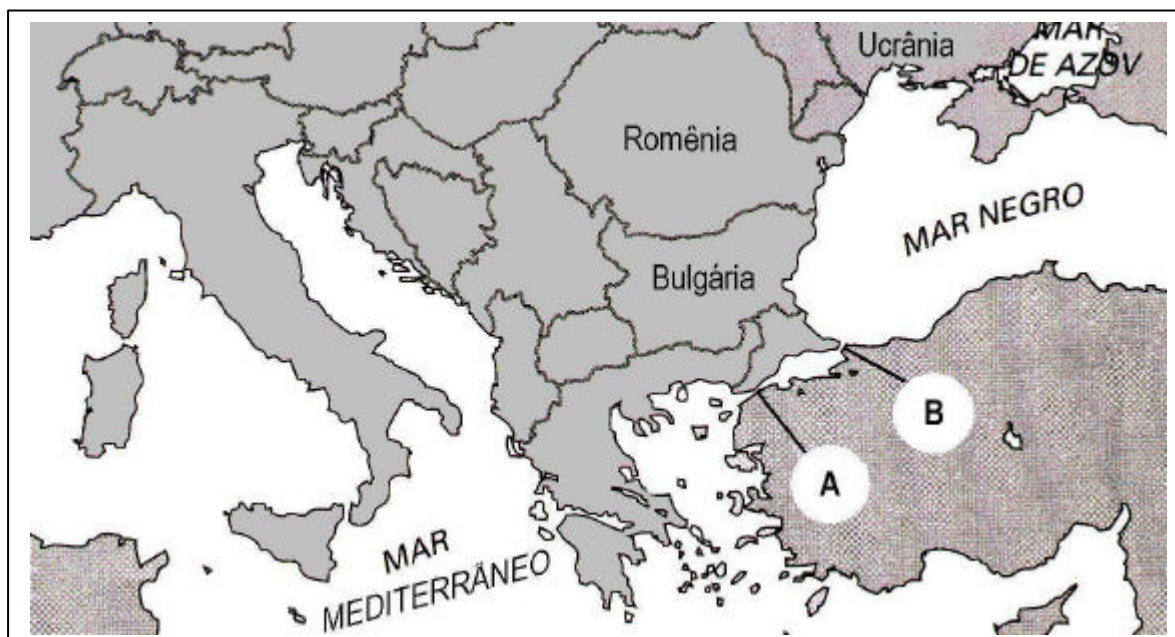 Ucrânia
MAR
DE AZOV
Romênia
MAR NEGRO
Bulgária
B
A
MAR
MEDITERRÂNEO